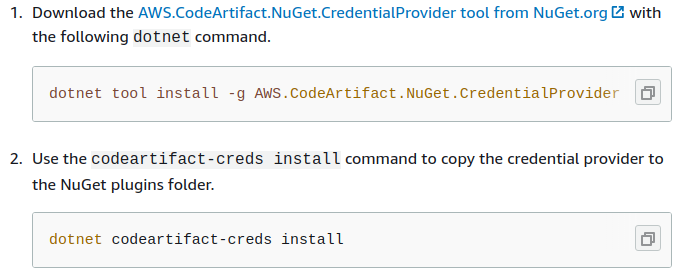 1. Download the AWS.CodeArtifact.NuGet.CredentialProvider tool from NuGet.org with
the following dotnet command.
dotnet tool install -g AWS.CodeArtifact.NuGet.CredentialProvider
2. Use the codeartifact-creds install command to copy the credential provider to
the NuGet plugins folder.
dotnet codeartifact-creds install